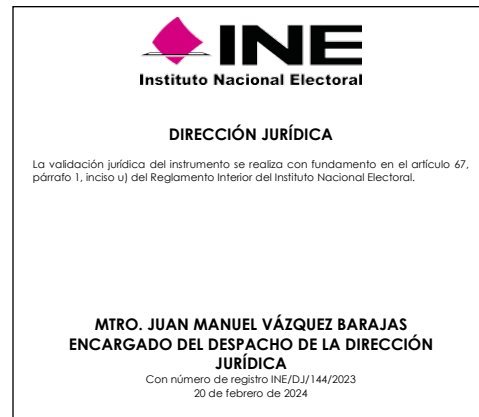 INE
Instituto Nacional Electoral
DIRECCIÓN JURÍDICA
La validación jurídica del instrumento se realiza con fundamento en el artículo 67,
párrafo 1, inciso u) del Reglamento Interior del Instituto Nacional Electoral.
MTRO. JUAN MANUEL VÁZQUEZ BARAJAS
ENCARGADO DEL DESPACHO DE LA DIRECCIÓN
JURÍDICA
Con número de registro INE/DJ/144/2023
20 de febrero de 2024